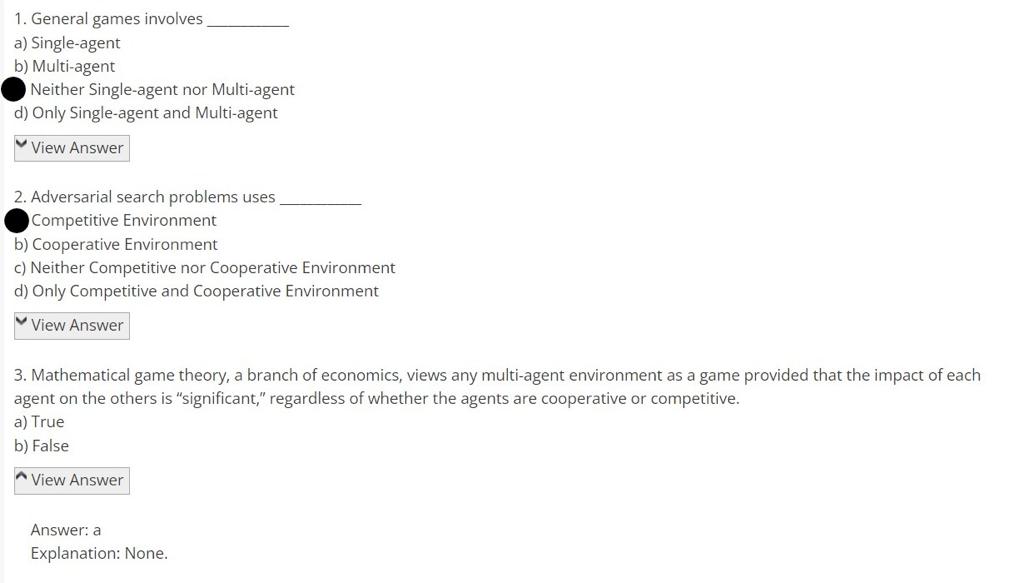 1. General games involves ____________
a) Single-agent
b) Multi-agent
Neither Single-agent nor Multi-agent
d) Only Single-agent and Multi-agent
View Answer
2. Adversarial search problems uses ____________
Competitive Environment
b) Cooperative Environment
c) Neither Competitive nor Cooperative Environment
d) Only Competitive and Cooperative Environment
View Answer
3. Mathematical game theory, a branch of economics, views any multi-agent environment as a game provided that the impact of each
agent on the others is “significant,” regardless of whether the agents are cooperative or competitive.
a) True
b) False
View Answer
Answer: a
Explanation: None.